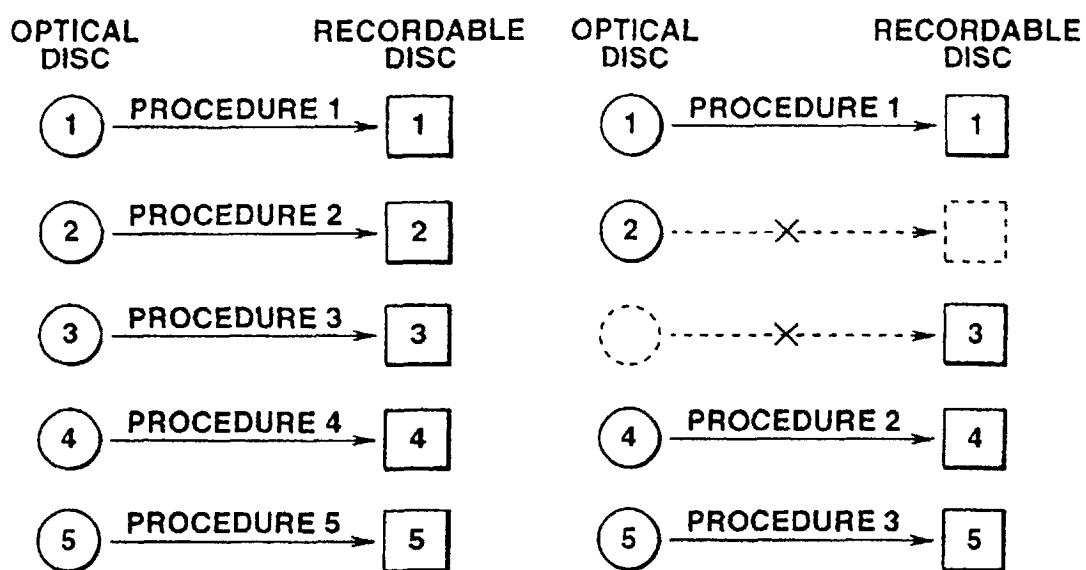 OPTICAL DISC
RECORDABLE DISC
1 PROCEDURE 1 1
2 PROCEDURE 2 2
3 PROCEDURE 3 3
4 PROCEDURE 4 4
5 PROCEDURE 5 5
OPTICAL DISC
RECORDABLE DISC
1 PROCEDURE 1 1
2
3
4 PROCEDURE 2 4
5 PROCEDURE 3 5